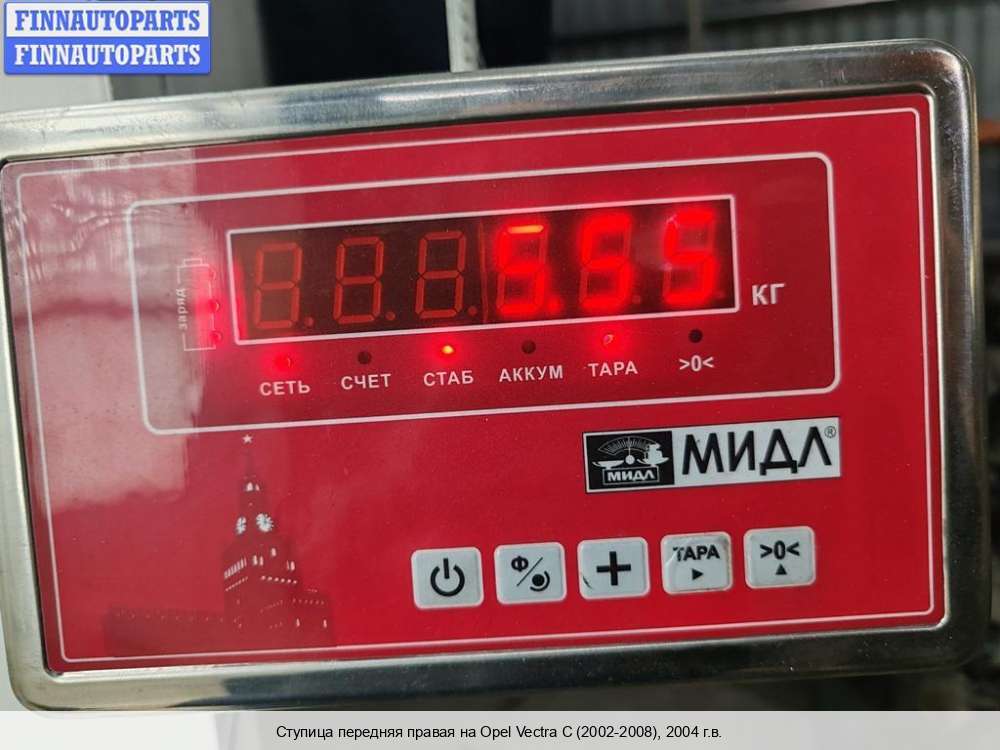 FINNAUTOPARTS
FINNAUTOPARTS
заряд
5.55
кг
СЕТЬ СЧЕТ СТАБ АККУМ ТАРА >0<
МИДЛ МИДЛ®
Ф/ + ТАРА >0<
Ступица передняя правая на Opel Vectra C (2002-2008), 2004 г.в.